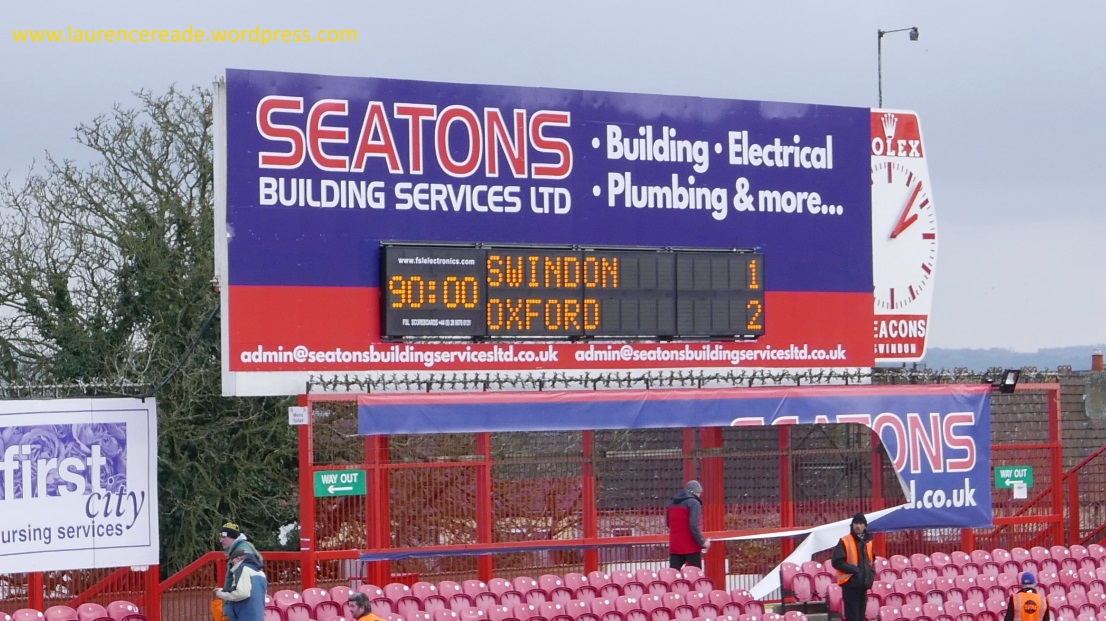 www.laurencereade.wordpress.com
SEATONS
BUILDING SERVICES LTD
• Building • Electrical
• Plumbing & more...
www.fslelectronics.com
90:00
SWINDON 1
OXFORD 2
admin@seatonsbuildingservicesltd.co.uk admin@seatonsbuildingservicesltd.co.uk
OLEX
EACONS
SWINDON
SEATONS
d.co.uk
WAY OUT
WAY OUT
first
city
ursing services